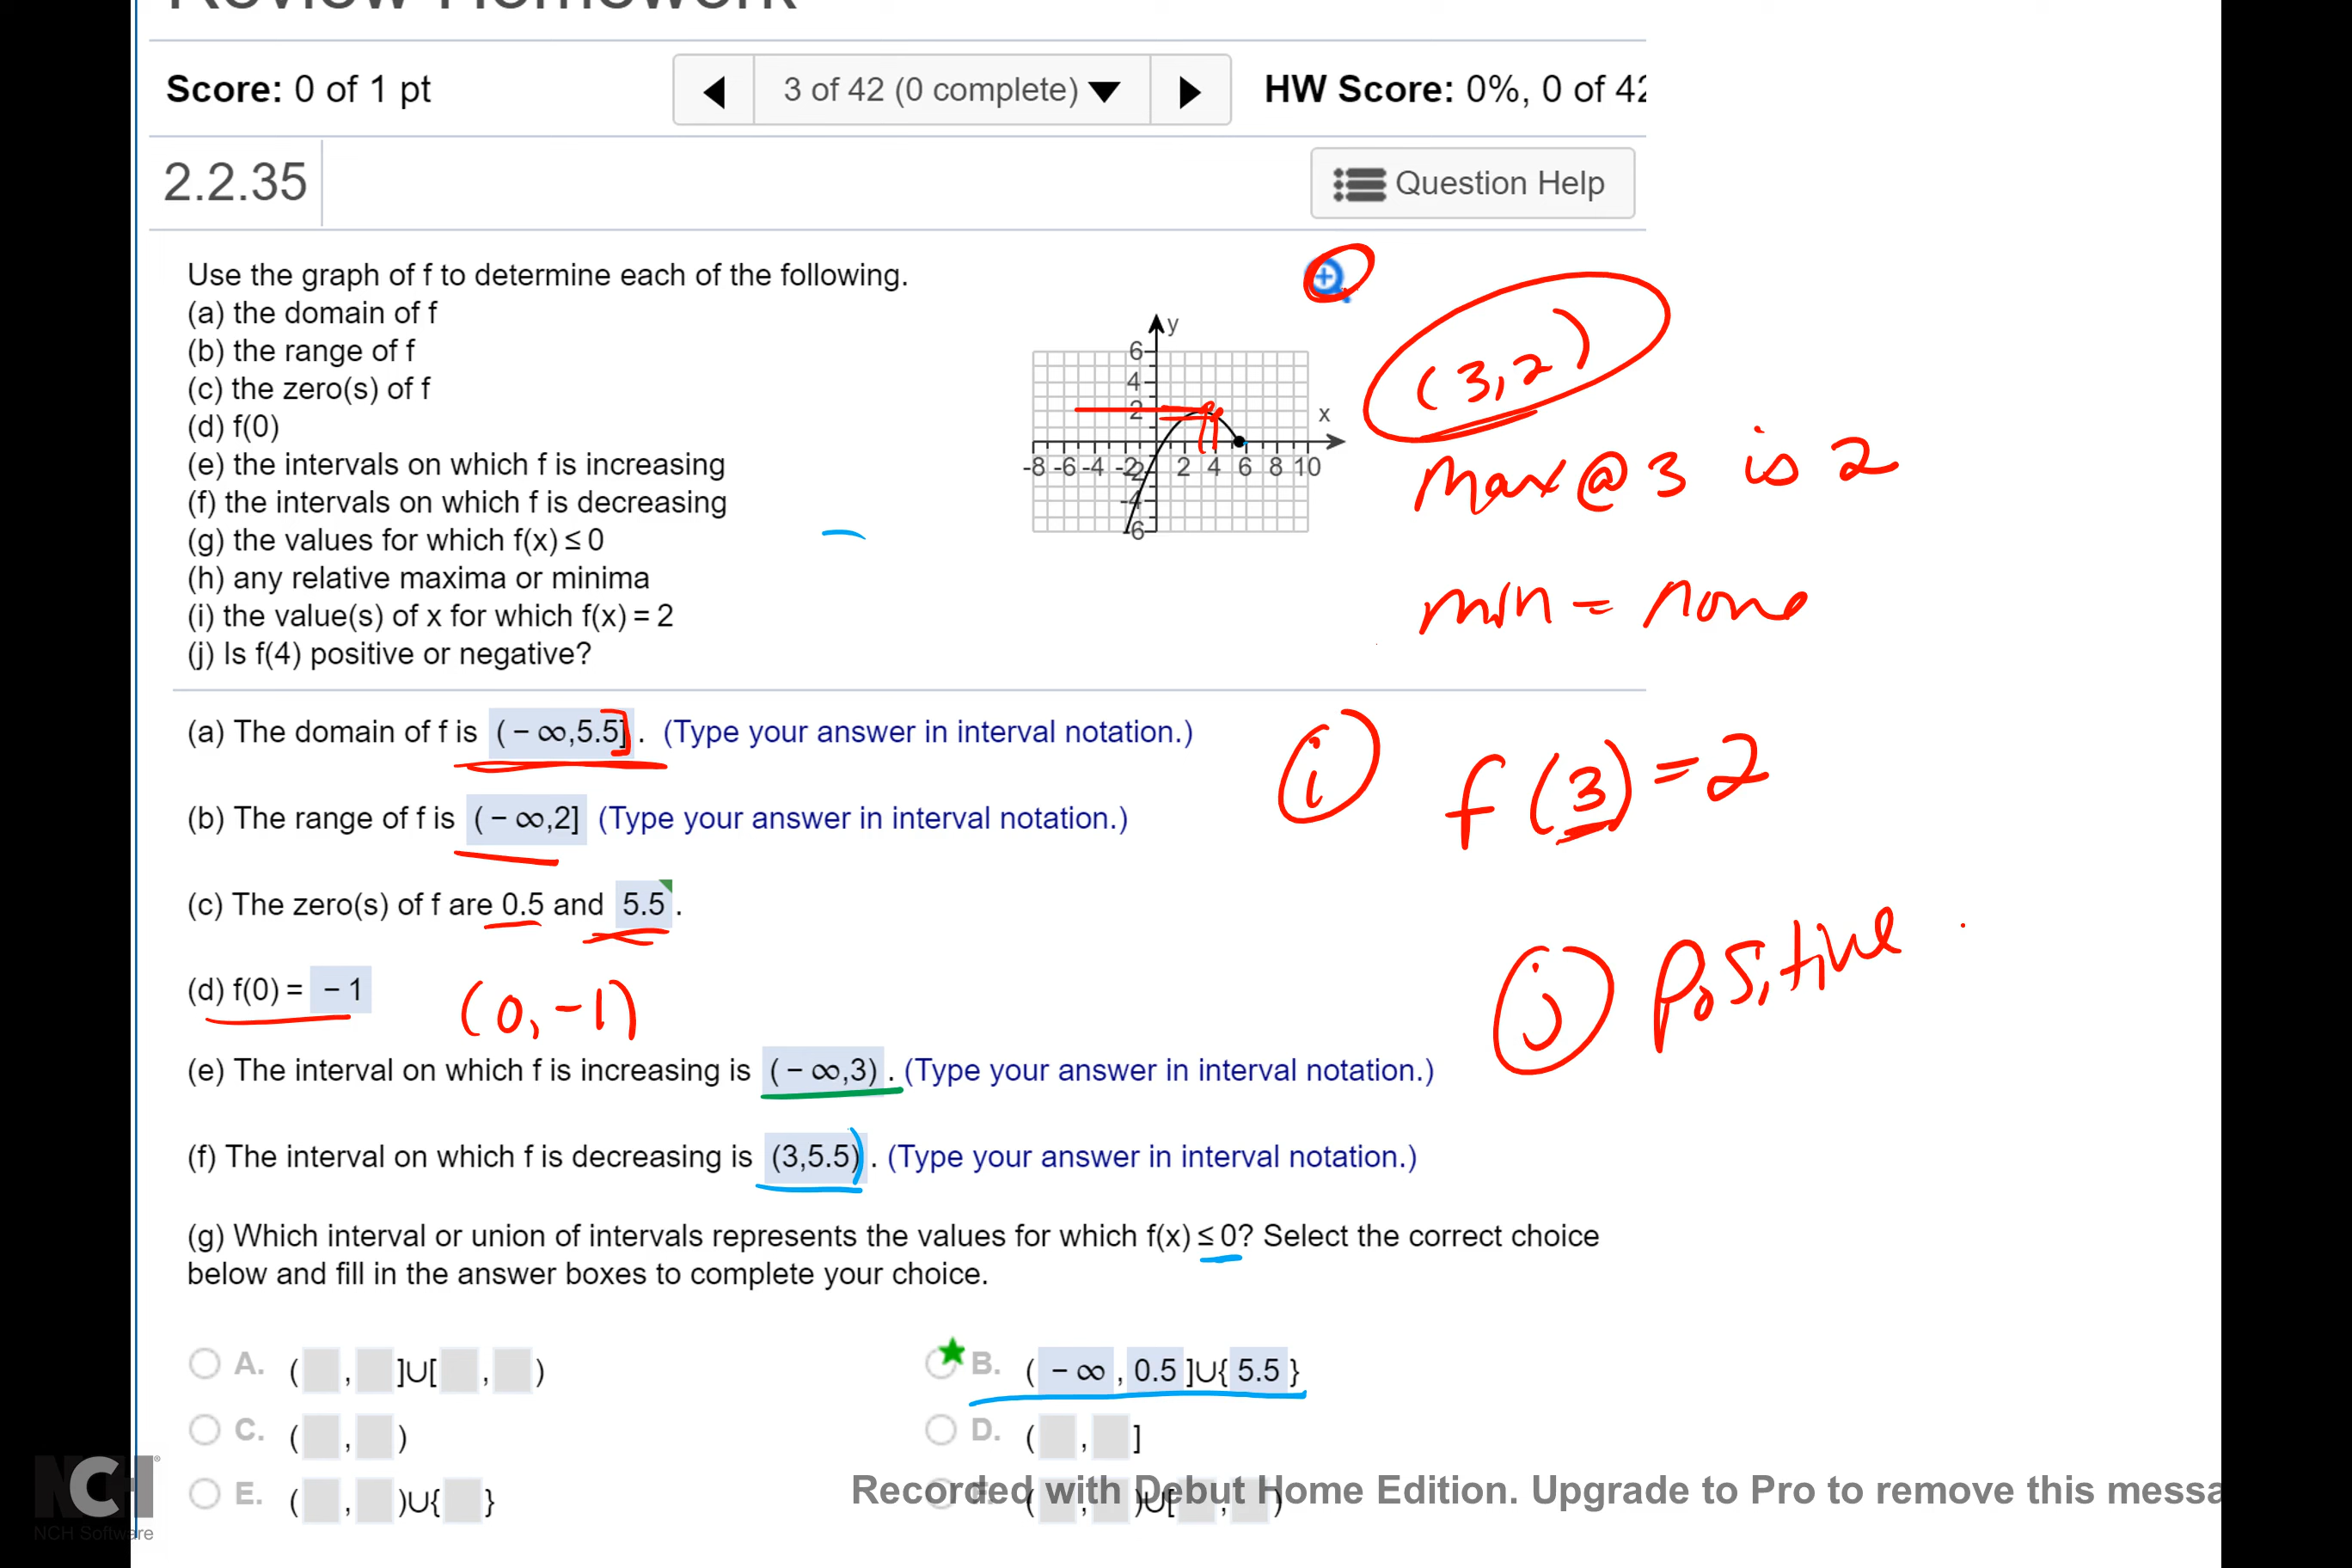 Review Homework
Score: 0 of 1 pt
3 of 42 (0 complete)
HW Score: 0%, 0 of 42
2.2.35
Question Help
Use the graph of f to determine each of the following.
(a) the domain of f
(b) the range of f
(c) the zero(s) of f
(d) f(0)
(e) the intervals on which f is increasing
(f) the intervals on which f is decreasing
(g) the values for which f(x) ≤ 0
(h) any relative maxima or minima
(i) the value(s) of x for which f(x) = 2
(j) Is f(4) positive or negative?
y
6
4
2
x
-8 -6 -4 -2 2 4 6 8 10
-2
-4
-6
(3,2)
Max @ 3 is 2
min = none
(a) The domain of f is (− ∞,5.5] . (Type your answer in interval notation.)
(b) The range of f is (− ∞,2] (Type your answer in interval notation.)
(c) The zero(s) of f are 0.5 and 5.5 .
(d) f(0) = − 1
(0, -1)
(e) The interval on which f is increasing is (− ∞,3) . (Type your answer in interval notation.)
(f) The interval on which f is decreasing is (3,5.5) . (Type your answer in interval notation.)
(g) Which interval or union of intervals represents the values for which f(x) ≤ 0? Select the correct choice
below and fill in the answer boxes to complete your choice.
i f(3) = 2
j Positive
A. ( , ]∪[ , )
B. ( − ∞ , 0.5 ]∪{ 5.5 }
C. ( , )
D. ( , ]
E. ( , )∪{ }
F. ( , )∪[ , )
NCH
NCH Software
Recorded with Debut Home Edition. Upgrade to Pro to remove this messa